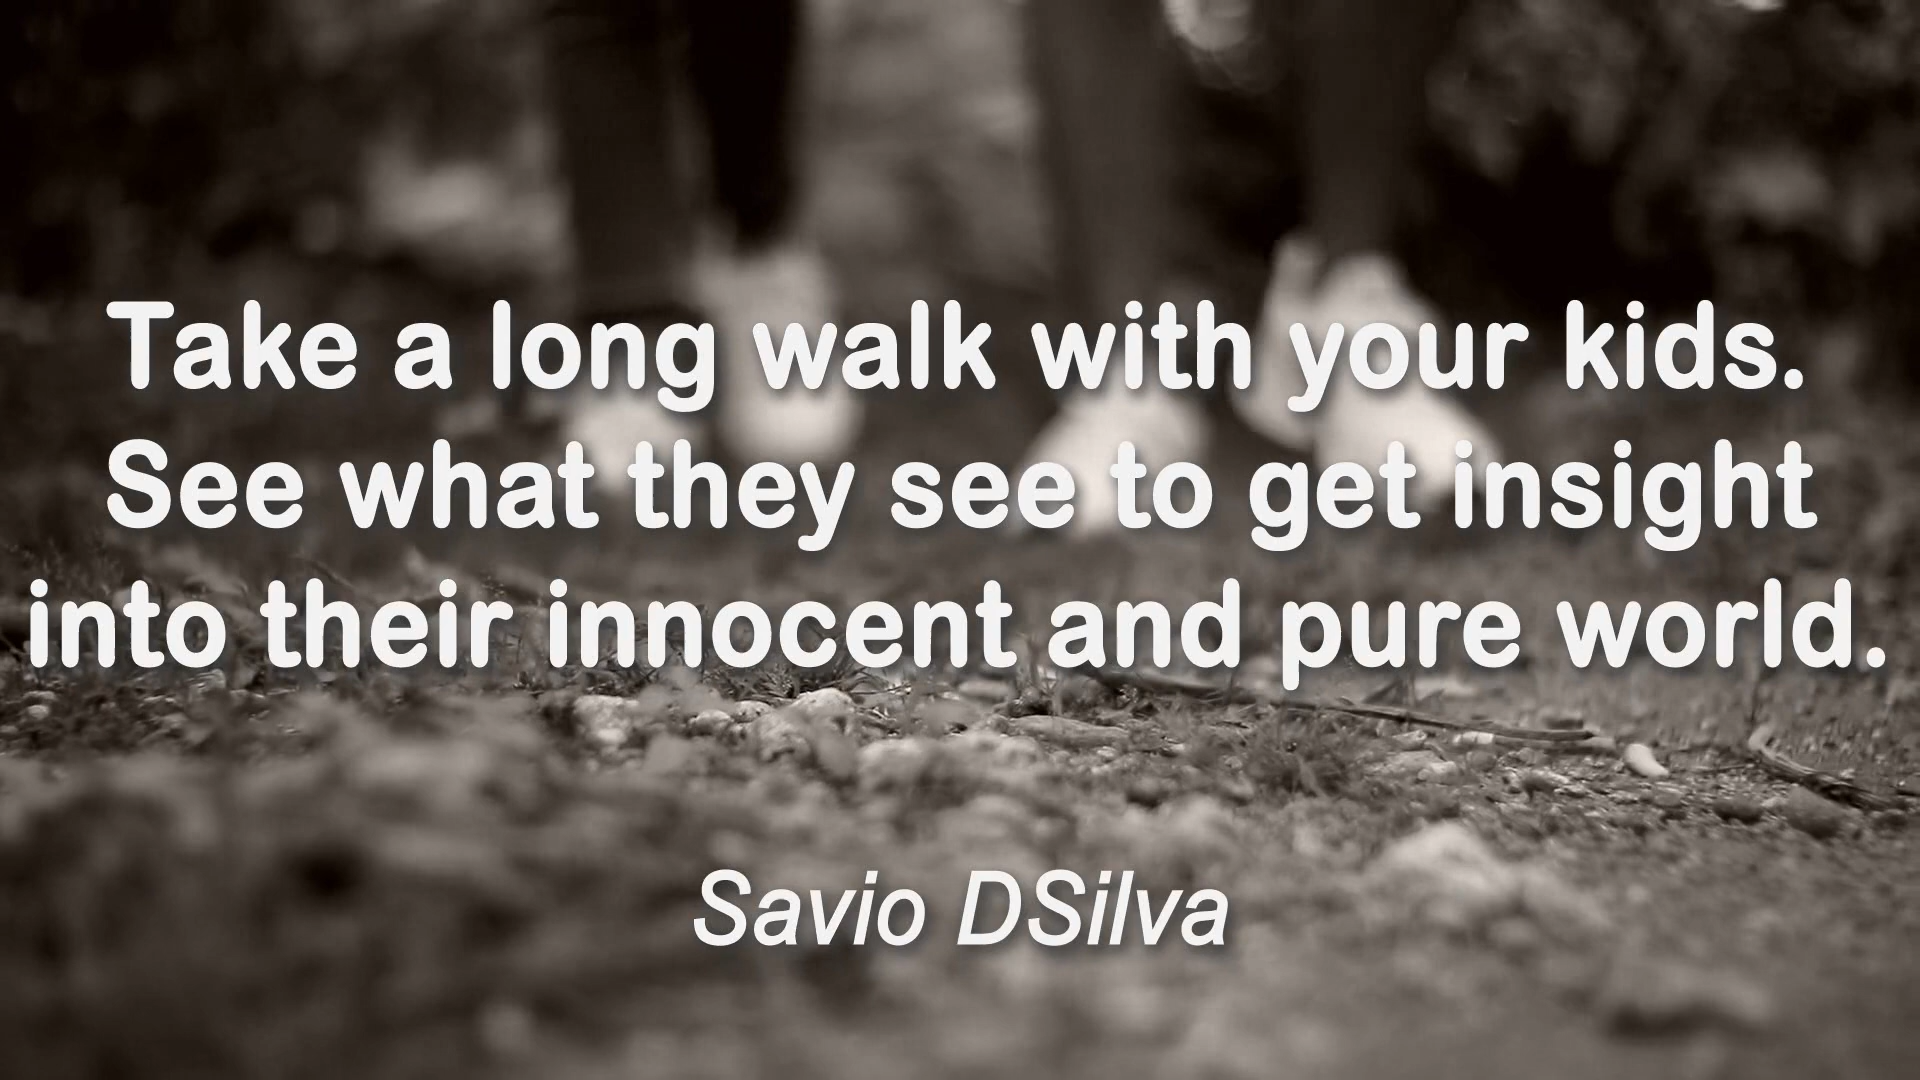 Take a long walk with your kids.
See what they see to get insight
into their innocent and pure world.
Savio DSilva